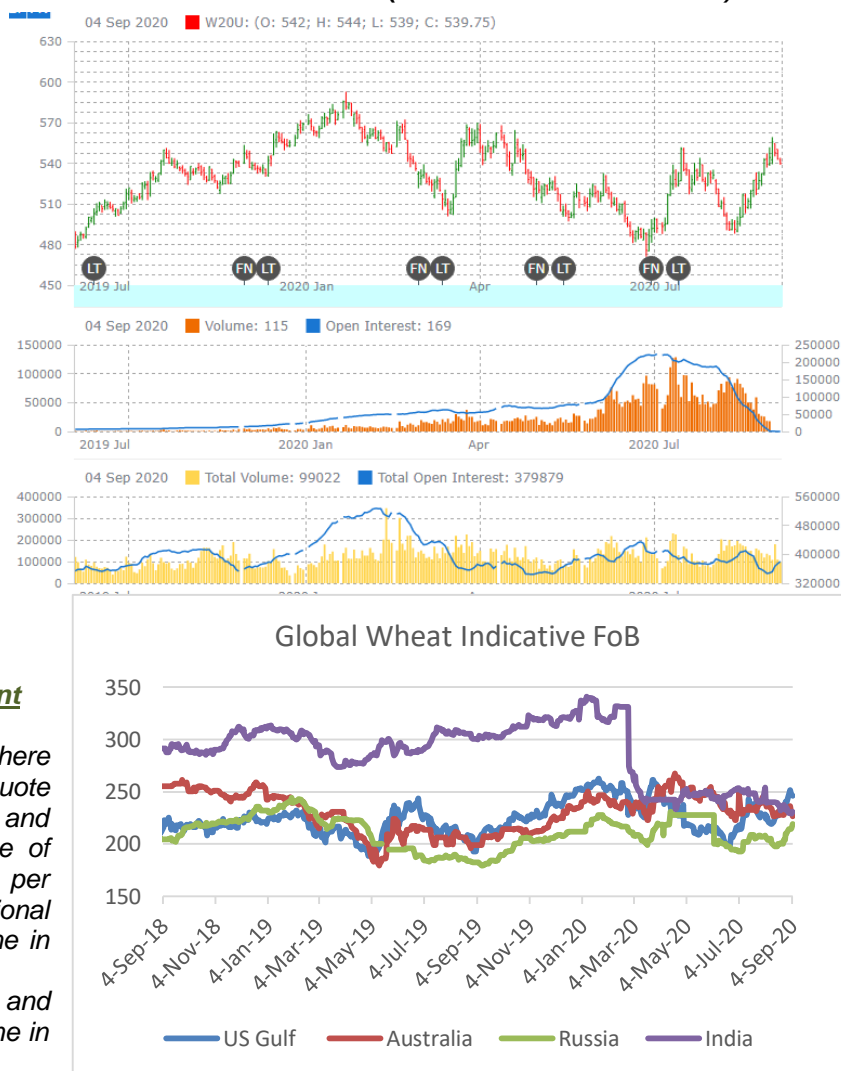 04 Sep 2020 W20U: (O: 542; H: 544; L: 539; C: 539.75)
630
600
570
540
510
480
450
LT FN LT FN LT FN LT FN LT
2019 Jul 2020 Jan Apr 2020 Jul
04 Sep 2020 Volume: 115 Open Interest: 169
150000 250000
200000
100000 150000
100000
50000 50000
0 0
2019 Jul 2020 Jan Apr 2020 Jul
04 Sep 2020 Total Volume: 99022 Total Open Interest: 379879
400000 560000
300000 480000
200000
100000 400000
0 320000
Global Wheat Indicative FoB
350
300
250
200
150
4-Sep-18 4-Nov-18 4-Jan-19 4-Mar-19 4-May-19 4-Jul-19 4-Sep-19 4-Nov-19 4-Jan-20 4-Mar-20 4-May-20 4-Jul-20 4-Sep-20
US Gulf Australia Russia India
nt
here
uote
and
e of
per
ional
ne in
and
ne in